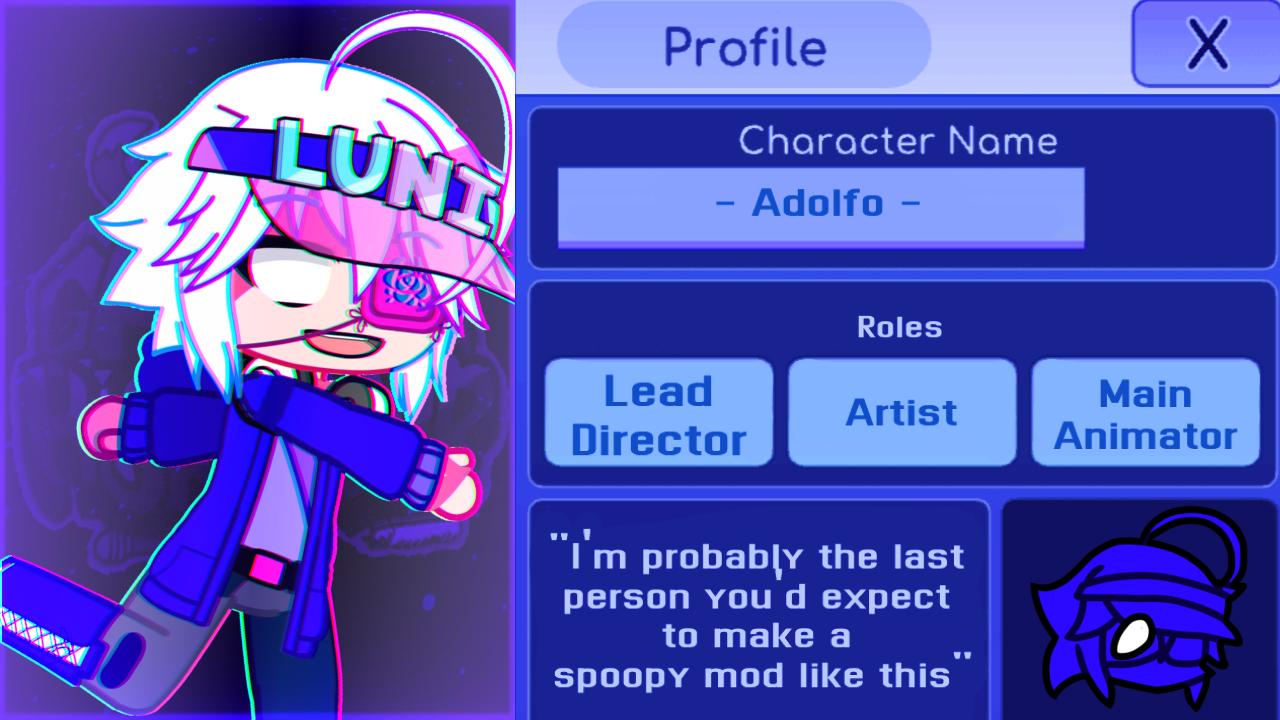 LUNI
Profile
X
Character Name
- Adolfo -
Roles
Lead
Director
Artist
Main
Animator
"I'm probably the last
person you'd expect
to make a
spoopy mod like this"